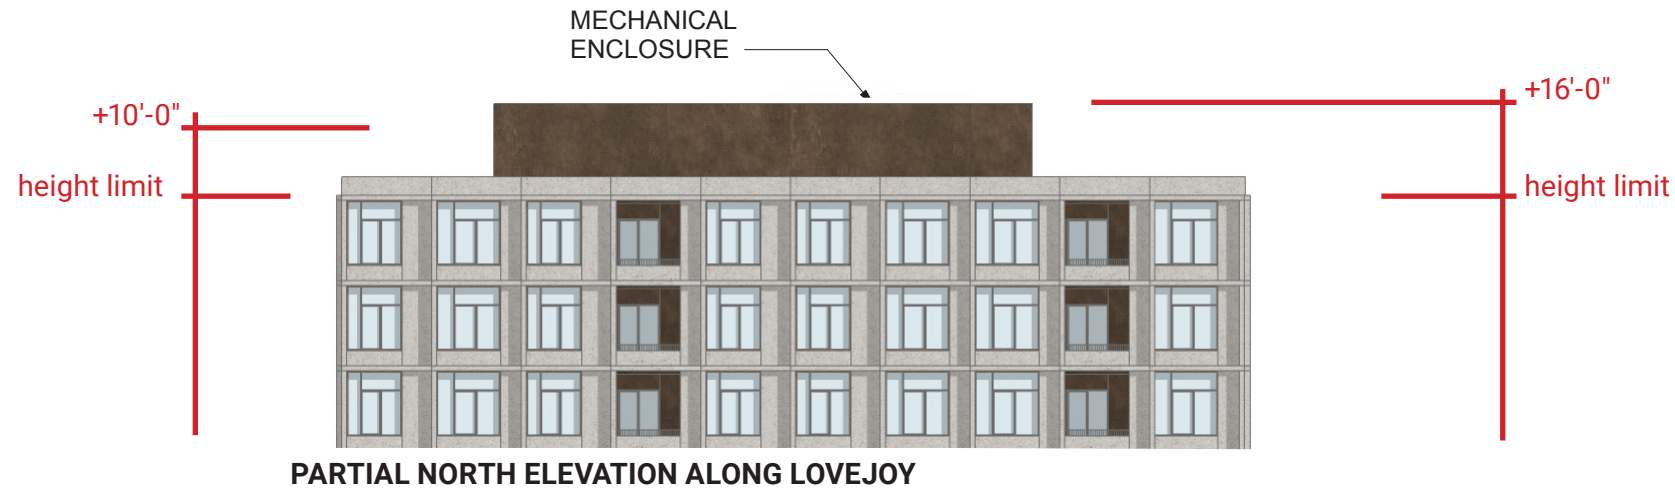 MECHANICAL
ENCLOSURE
+10'-0"
+16'-0"
height limit
height limit
PARTIAL NORTH ELEVATION ALONG LOVEJOY